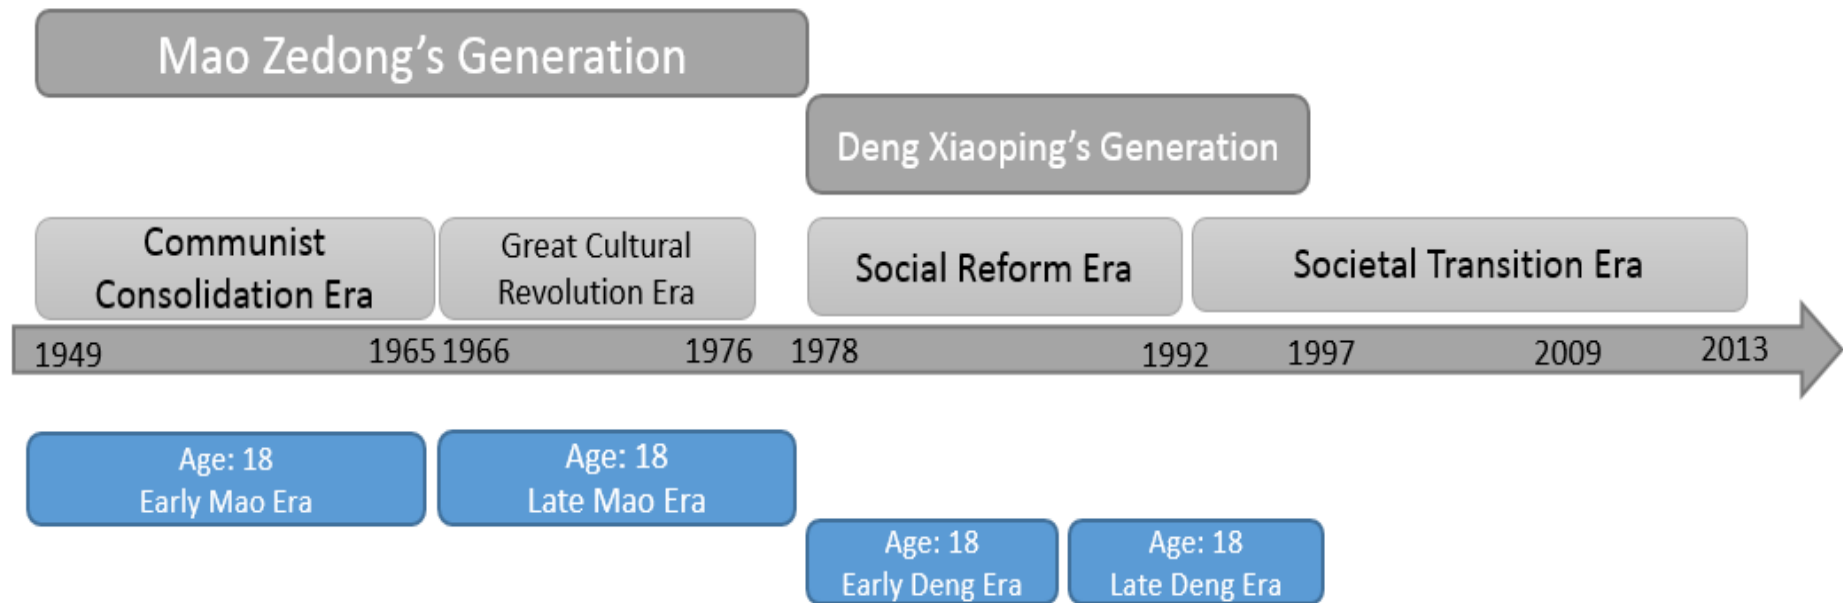 Mao Zedong's Generation
Deng Xiaoping's Generation
Communist
Consolidation Era
Great Cultural
Revolution Era
Social Reform Era
Societal Transition Era
1949 1965 1966 1976 1978 1992 1997 2009 2013
Age: 18
Early Mao Era
Age: 18
Late Mao Era
Age: 18
Early Deng Era
Age: 18
Late Deng Era